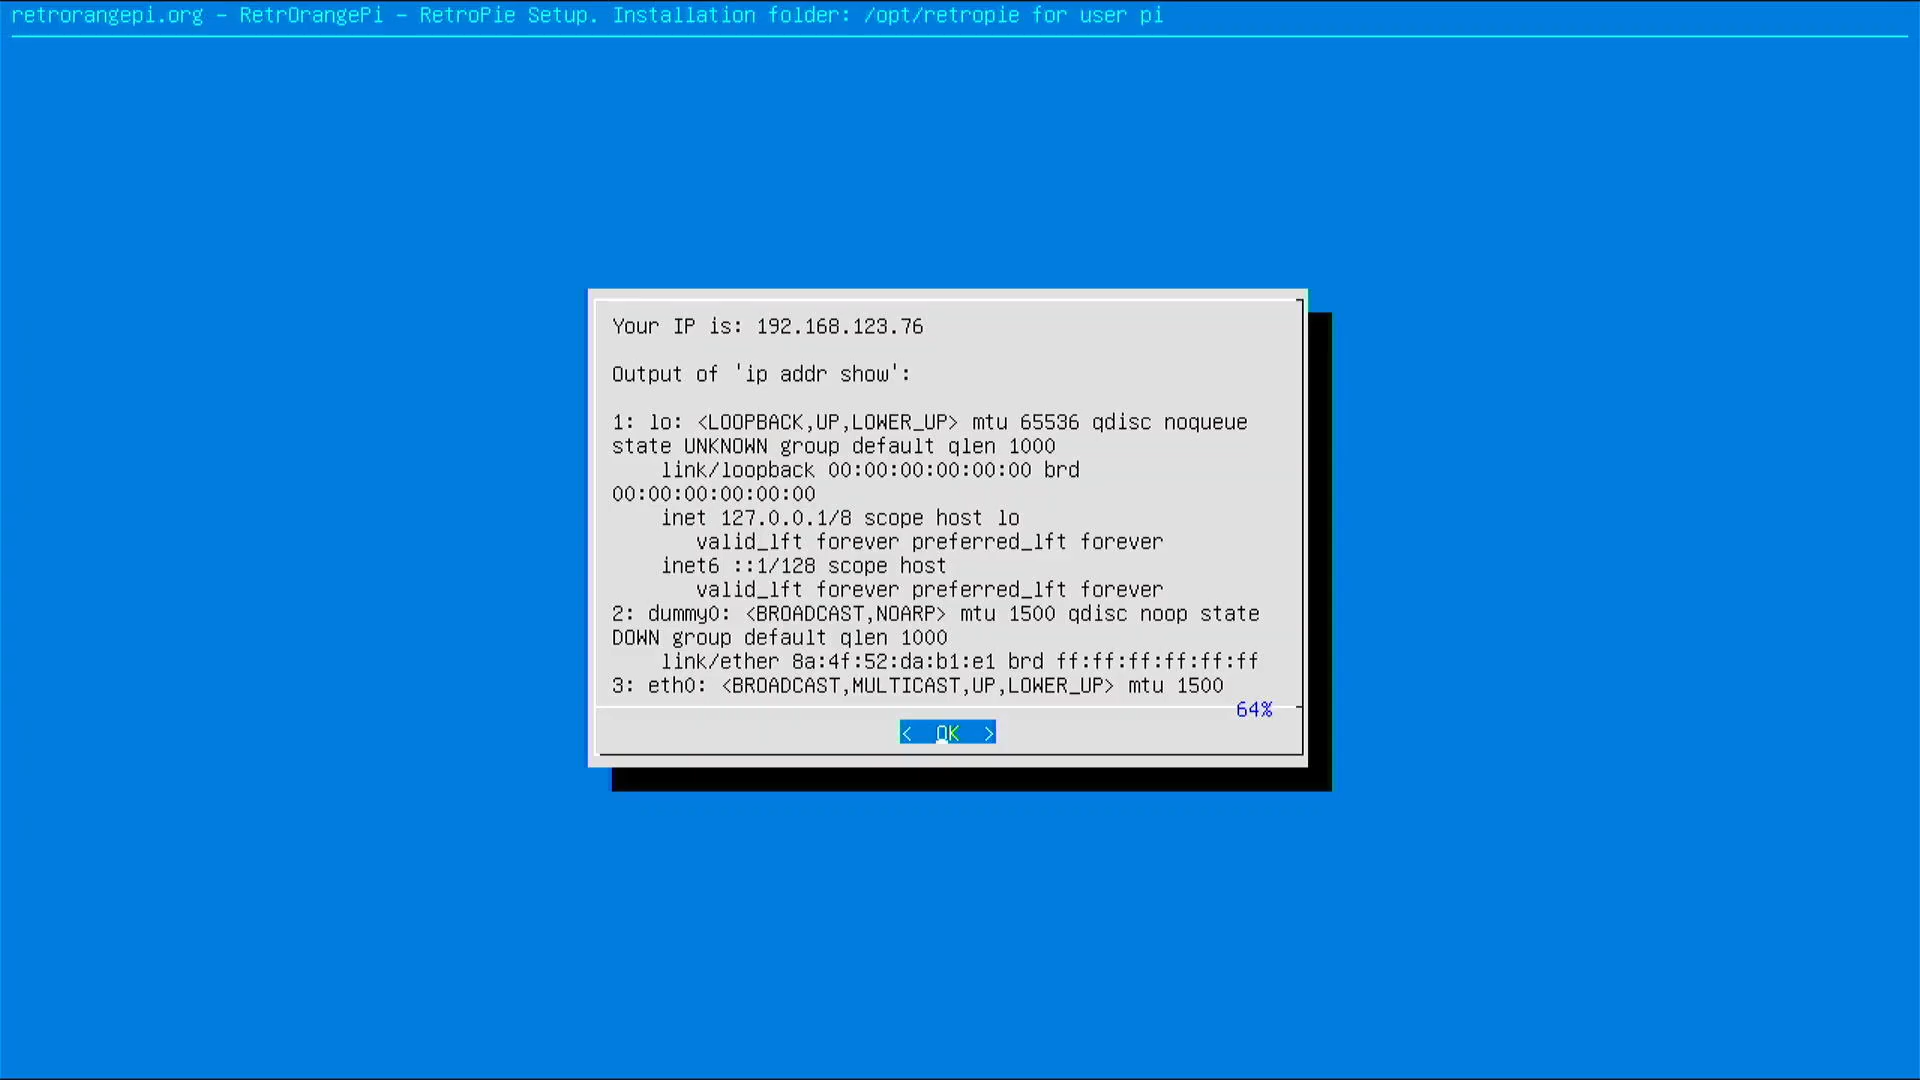 retrorangepi.org - RetrOrangePi - RetroPie Setup. Installation folder: /opt/retropie for user pi
Your IP is: 192.168.123.76
Output of 'ip addr show':
1: lo: <LOOPBACK,UP,LOWER_UP> mtu 65536 qdisc noqueue
state UNKNOWN group default qlen 1000
link/loopback 00:00:00:00:00:00 brd
00:00:00:00:00:00
inet 127.0.0.1/8 scope host lo
valid_lft forever preferred_lft forever
inet6 ::1/128 scope host
valid_lft forever preferred_lft forever
2: dummy0: <BROADCAST,NOARP> mtu 1500 qdisc noop state
DOWN group default qlen 1000
link/ether 8a:4f:52:da:b1:e1 brd ff:ff:ff:ff:ff:ff
3: eth0: <BROADCAST,MULTICAST,UP,LOWER_UP> mtu 1500
64%
< OK >